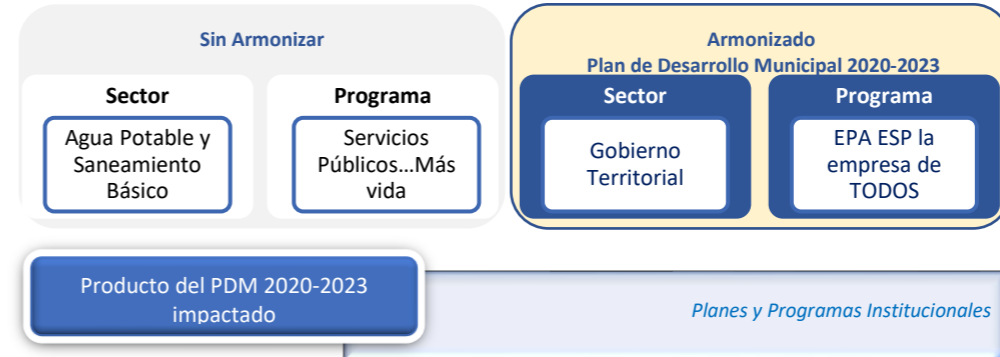 Sin Armonizar
Sector
Agua Potable y
Saneamiento
Básico
Programa
Servicios
Públicos...Más
vida
Armonizado
Plan de Desarrollo Municipal 2020-2023
Sector
Gobierno
Territorial
Programa
EPA ESP la
empresa de
TODOS
Producto del PDM 2020-2023
impactado
Planes y Programas Institucionales